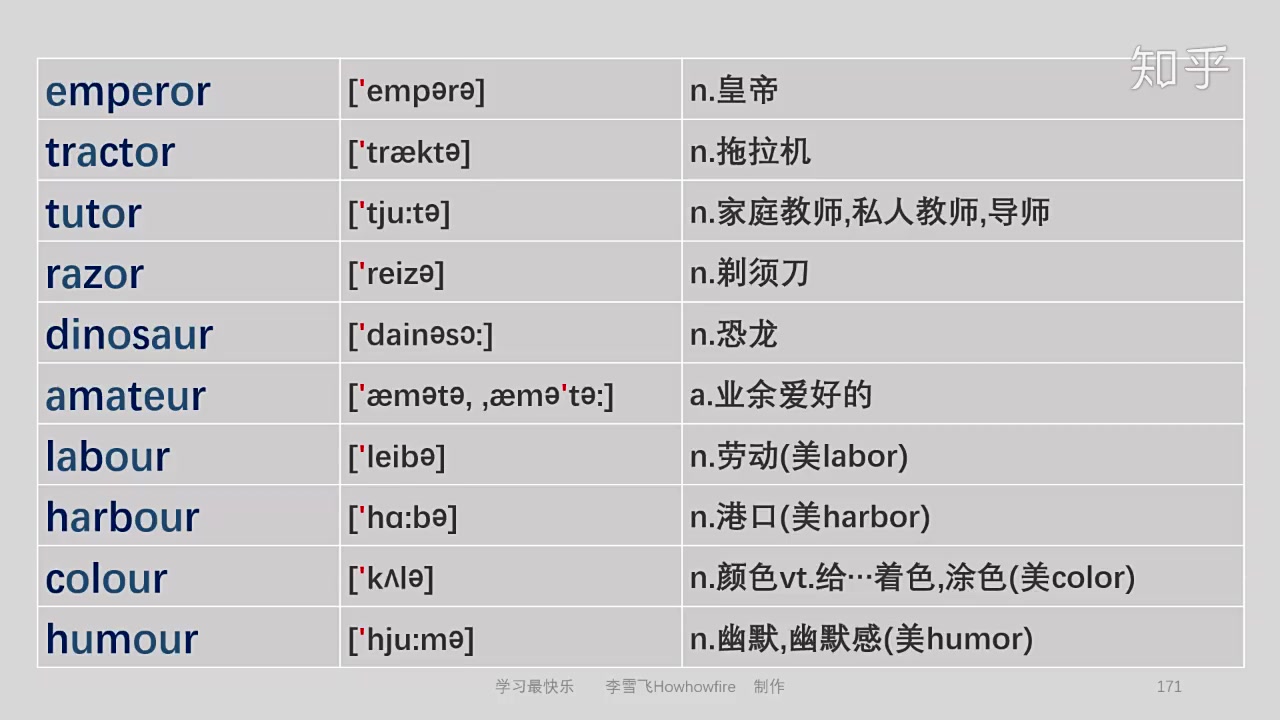 知乎
emperor ['empərə] n.皇帝
tractor ['træktə] n.拖拉机
tutor ['tju:tə] n.家庭教师,私人教师,导师
razor ['reizə] n.剃须刀
dinosaur ['dainəsɔ:] n.恐龙
amateur ['æmətə, ,æmə'tə:] a.业余爱好的
labour ['leibə] n.劳动(美labor)
harbour ['hɑ:bə] n.港口(美harbor)
colour ['kʌlə] n.颜色vt.给…着色,涂色(美color)
humour ['hju:mə] n.幽默,幽默感(美humor)
学习最快乐 李雪飞Howhowfire 制作 171